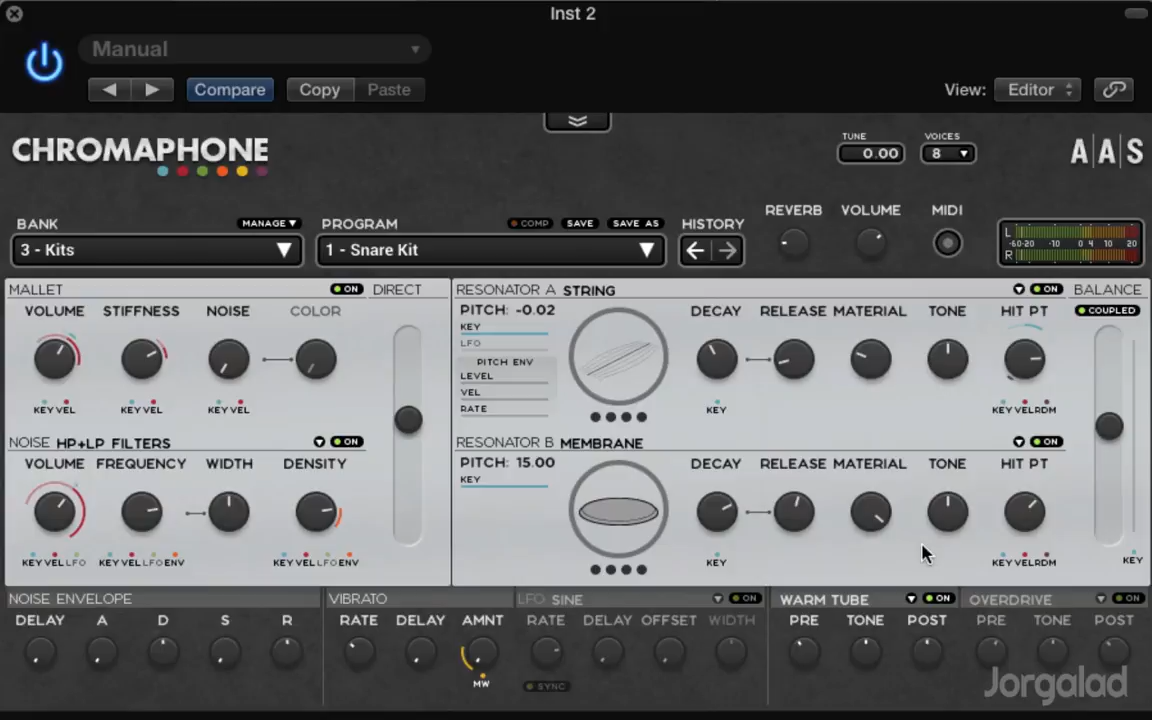 Inst 2
Manual
Compare Copy Paste View: Editor
CHROMAPHONE
TUNE VOICES
0.00 8
A|A|S
BANK MANAGE PROGRAM COMP SAVE SAVE AS HISTORY REVERB VOLUME MIDI
3 - Kits 1 - Snare Kit
L
-60-20 -10 0 4 10 20
R
MALLET ON DIRECT
VOLUME STIFFNESS NOISE COLOR
KEY VEL KEY VEL KEY VEL
NOISE HP+LP FILTERS ON
VOLUME FREQUENCY WIDTH DENSITY
KEY VEL LFO KEY VEL LFO ENV KEY VEL LFO ENV
RESONATOR A STRING ON BALANCE
PITCH: -0.02 DECAY RELEASE MATERIAL TONE HIT PT COUPLED
KEY
LFO
PITCH ENV
LEVEL
VEL
RATE
KEY KEY VEL RDM
RESONATOR B MEMBRANE ON
PITCH: 15.00 DECAY RELEASE MATERIAL TONE HIT PT
KEY
KEY KEY VEL RDM KEY
NOISE ENVELOPE VIBRATO LFO SINE ON WARM TUBE ON OVERDRIVE ON
DELAY A D S R RATE DELAY AMNT RATE DELAY OFFSET WIDTH PRE TONE POST PRE TONE POST
MW SYNC
Jorgalad